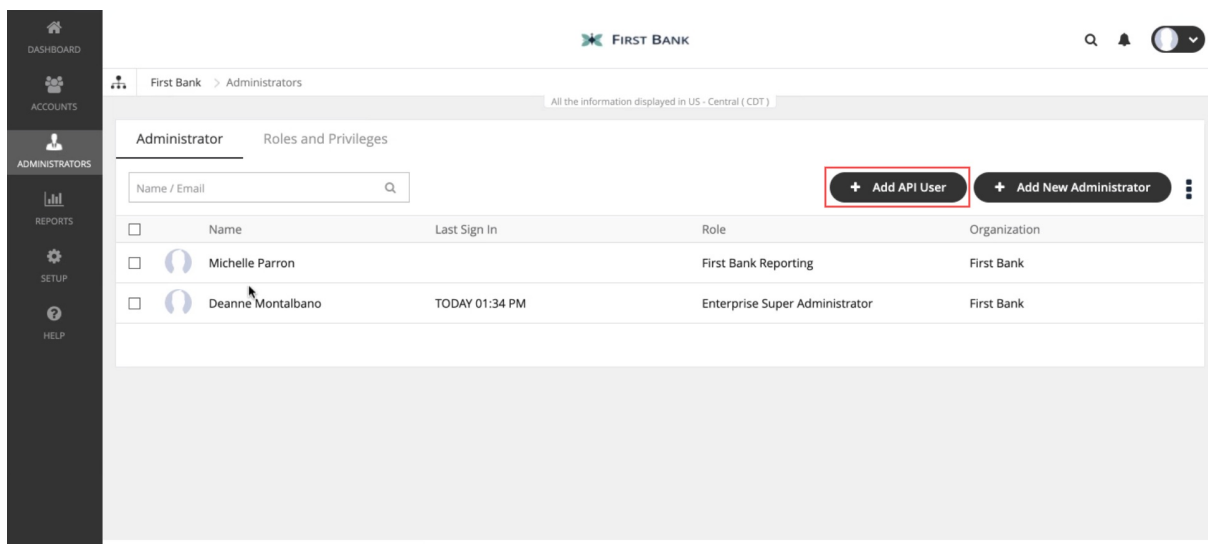 DASHBOARD
ACCOUNTS
ADMINISTRATORS
REPORTS
SETUP
HELP
FIRST BANK
First Bank > Administrators
All the information displayed in US - Central ( CDT )
Administrator Roles and Privileges
Name / Email + Add API User + Add New Administrator
Name Last Sign In Role Organization
Michelle Parron First Bank Reporting First Bank
Deanne Montalbano TODAY 01:34 PM Enterprise Super Administrator First Bank